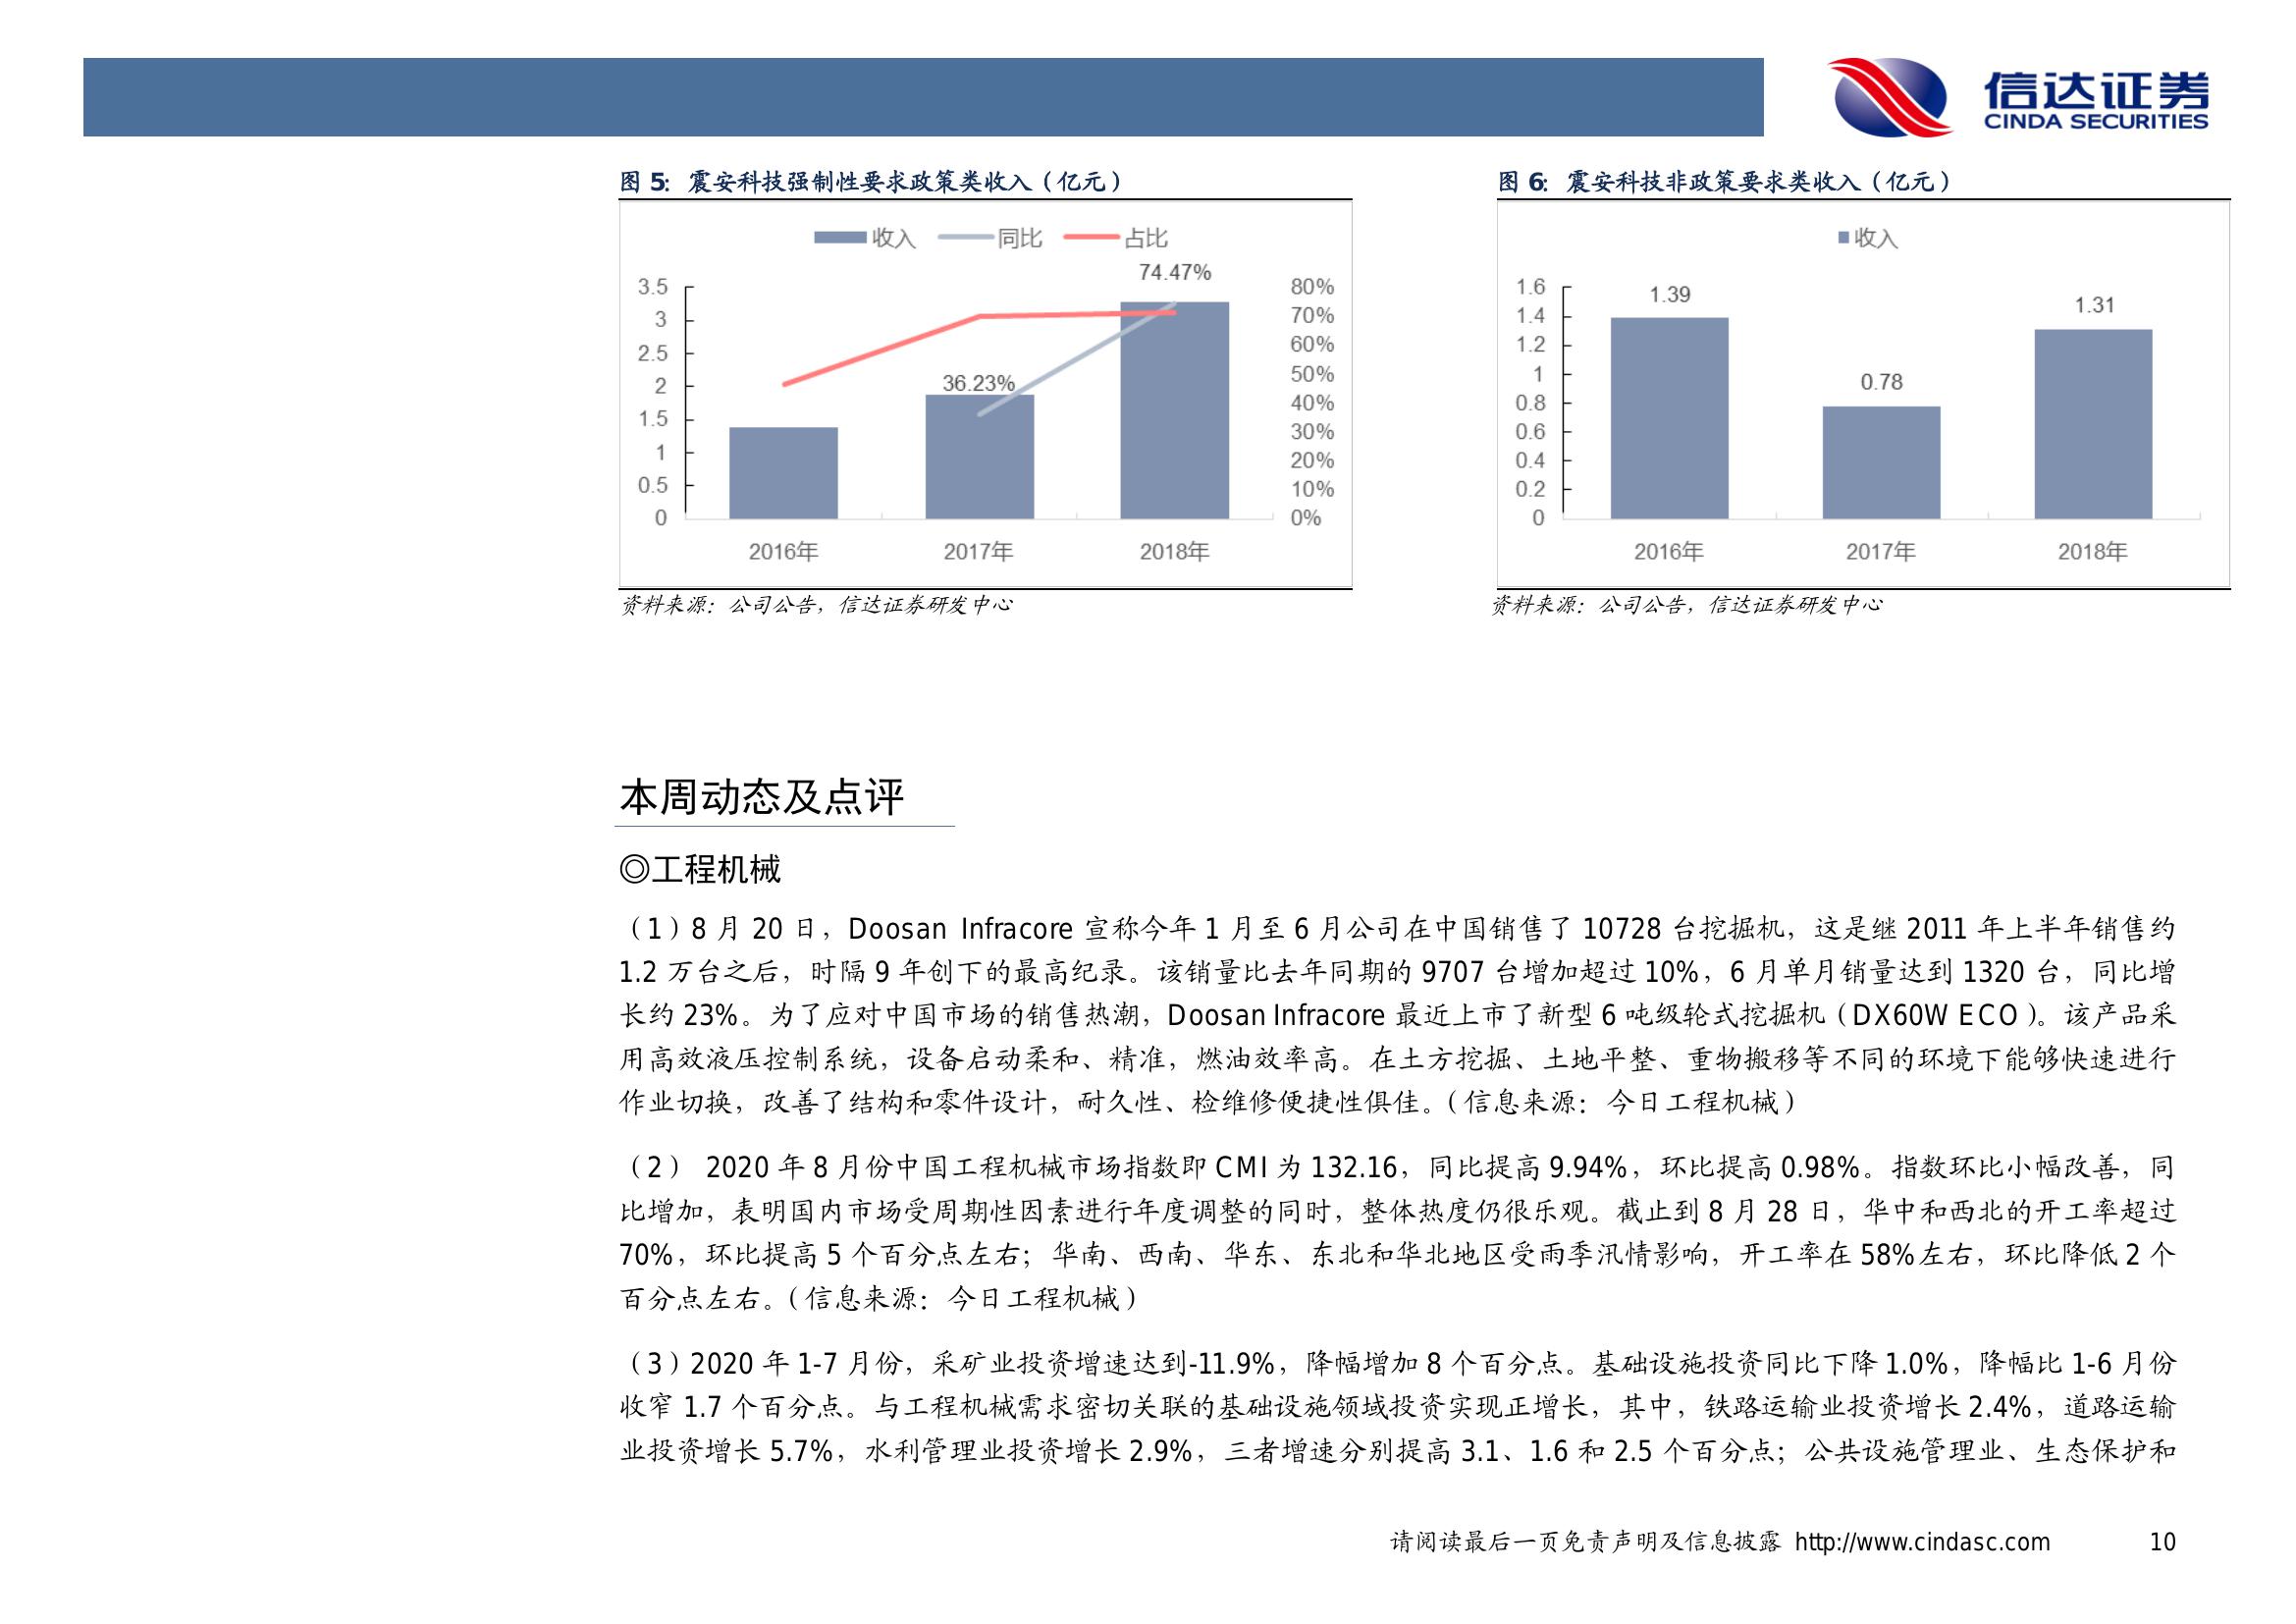 信达证券
CINDA SECURITIES
图 5：震安科技强制性要求政策类收入（亿元）
收入 同比 占比
74.47%
36.23%
3.5
3
2.5
2
1.5
1
0.5
0
80%
70%
60%
50%
40%
30%
20%
10%
0%
2016年 2017年 2018年
资料来源：公司公告，信达证券研发中心
图 6：震安科技非政策要求类收入（亿元）
收入
1.6
1.4
1.2
1
0.8
0.6
0.4
0.2
0
1.39
0.78
1.31
2016年 2017年 2018年
资料来源：公司公告，信达证券研发中心
本周动态及点评
◎工程机械
（1）8 月 20 日，Doosan Infracore 宣称今年 1 月至 6 月公司在中国销售了 10728 台挖掘机，这是继 2011 年上半年销售约
1.2 万台之后，时隔 9 年创下的最高纪录。该销量比去年同期的 9707 台增加超过 10%，6 月单月销量达到 1320 台，同比增
长约 23%。为了应对中国市场的销售热潮，Doosan Infracore 最近上市了新型 6 吨级轮式挖掘机（DX60W ECO）。该产品采
用高效液压控制系统，设备启动柔和、精准，燃油效率高。在土方挖掘、土地平整、重物搬移等不同的环境下能够快速进行
作业切换，改善了结构和零件设计，耐久性、检维修便捷性俱佳。（信息来源：今日工程机械）
（2） 2020 年 8 月份中国工程机械市场指数即 CMI 为 132.16，同比提高 9.94%，环比提高 0.98%。指数环比小幅改善，同
比增加，表明国内市场受周期性因素进行年度调整的同时，整体热度仍很乐观。截止到 8 月 28 日，华中和西北的开工率超过
70%，环比提高 5 个百分点左右；华南、西南、华东、东北和华北地区受雨季汛情影响，开工率在 58%左右，环比降低 2 个
百分点左右。（信息来源：今日工程机械）
（3）2020 年 1-7 月份，采矿业投资增速达到-11.9%，降幅增加 8 个百分点。基础设施投资同比下降 1.0%，降幅比 1-6 月份
收窄 1.7 个百分点。与工程机械需求密切关联的基础设施领域投资实现正增长，其中，铁路运输业投资增长 2.4%，道路运输
业投资增长 5.7%，水利管理业投资增长 2.9%，三者增速分别提高 3.1、1.6 和 2.5 个百分点；公共设施管理业、生态保护和
请阅读最后一页免责声明及信息披露 http://www.cindasc.com 10